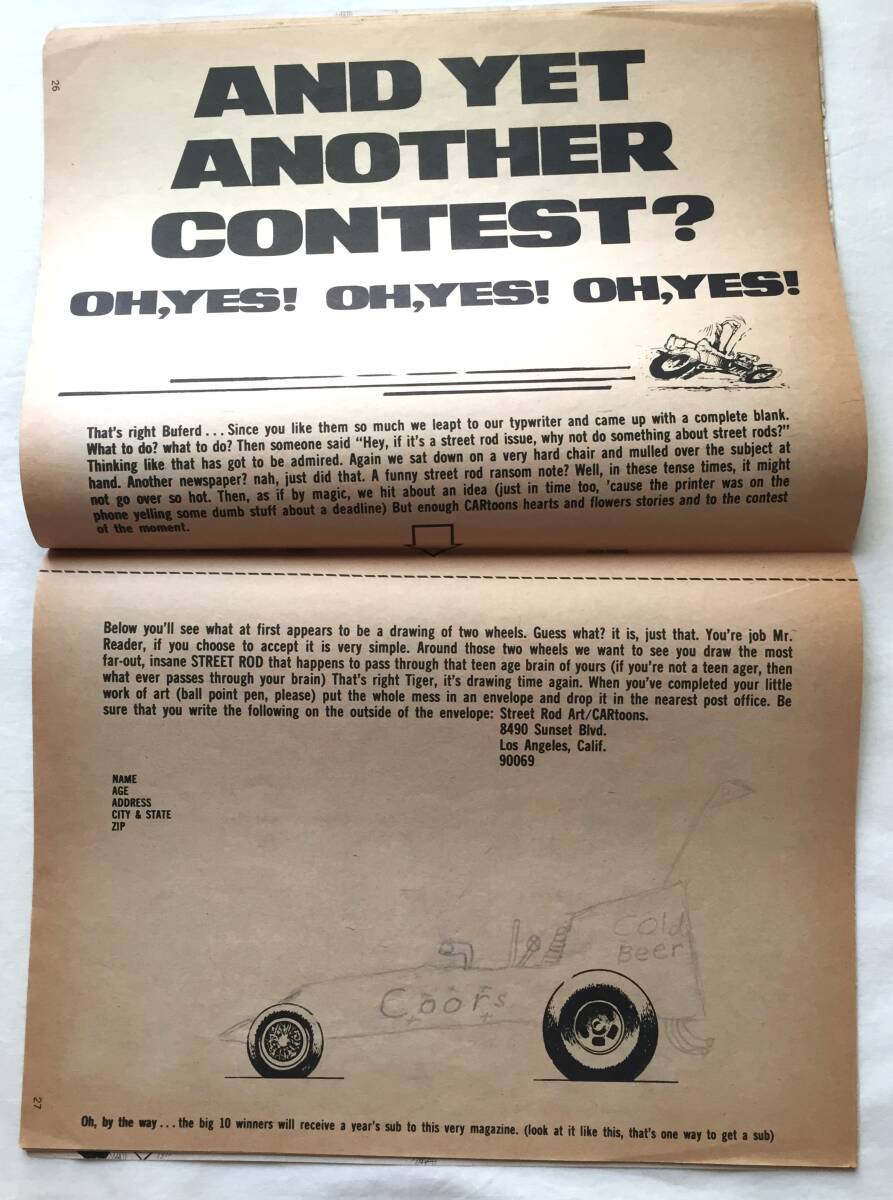 26
AND YET
ANOTHER
CONTEST?
OH,YES! OH,YES! OH,YES!
That's right Buferd . . . Since you like them so much we leapt to our typwriter and came up with a complete blank.
What to do? what to do? Then someone said "Hey, if it's a street rod issue, why not do something about street rods?"
Thinking like that has got to be admired. Again we sat down on a very hard chair and mulled over the subject at
hand. Another newspaper? nah, just did that. A funny street rod ransom note? Well, in these tense times, it might
not go over so hot. Then, as if by magic, we hit about an idea (just in time too, 'cause the printer was on the
phone yelling some dumb stuff about a deadline) But enough CARtoons hearts and flowers stories and to the contest
of the moment.
Below you'll see what at first appears to be a drawing of two wheels. Guess what? it is, just that. You're job Mr.
Reader, if you choose to accept it is very simple. Around those two wheels we want to see you draw the most
far-out, insane STREET ROD that happens to pass through that teen age brain of yours (if you're not a teen ager, then
what ever passes through your brain) That's right Tiger, it's drawing time again. When you've completed your little
work of art (ball point pen, please) put the whole mess in an envelope and drop it in the nearest post office. Be
sure that you write the following on the outside of the envelope: Street Rod Art/CARtoons.
8490 Sunset Blvd.
Los Angeles, Calif.
90069
NAME
AGE
ADDRESS
CITY & STATE
ZIP
Cold
Beer
Coors
27
Oh, by the way . . . the big 10 winners will receive a year's sub to this very magazine. (look at it like this, that's one way to get a sub)